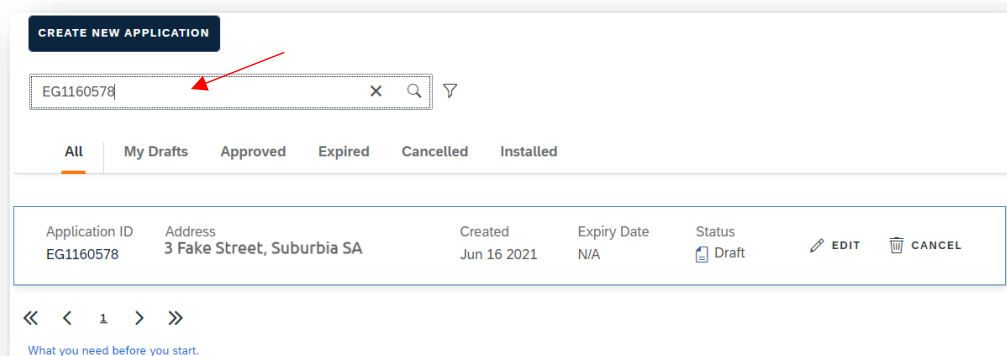 CREATE NEW APPLICATION
EG1160578
All My Drafts Approved Expired Cancelled Installed
Application ID Address Created Expiry Date Status
EG1160578 3 Fake Street, Suburbia SA Jun 16 2021 N/A Draft EDIT CANCEL
1
What you need before you start.